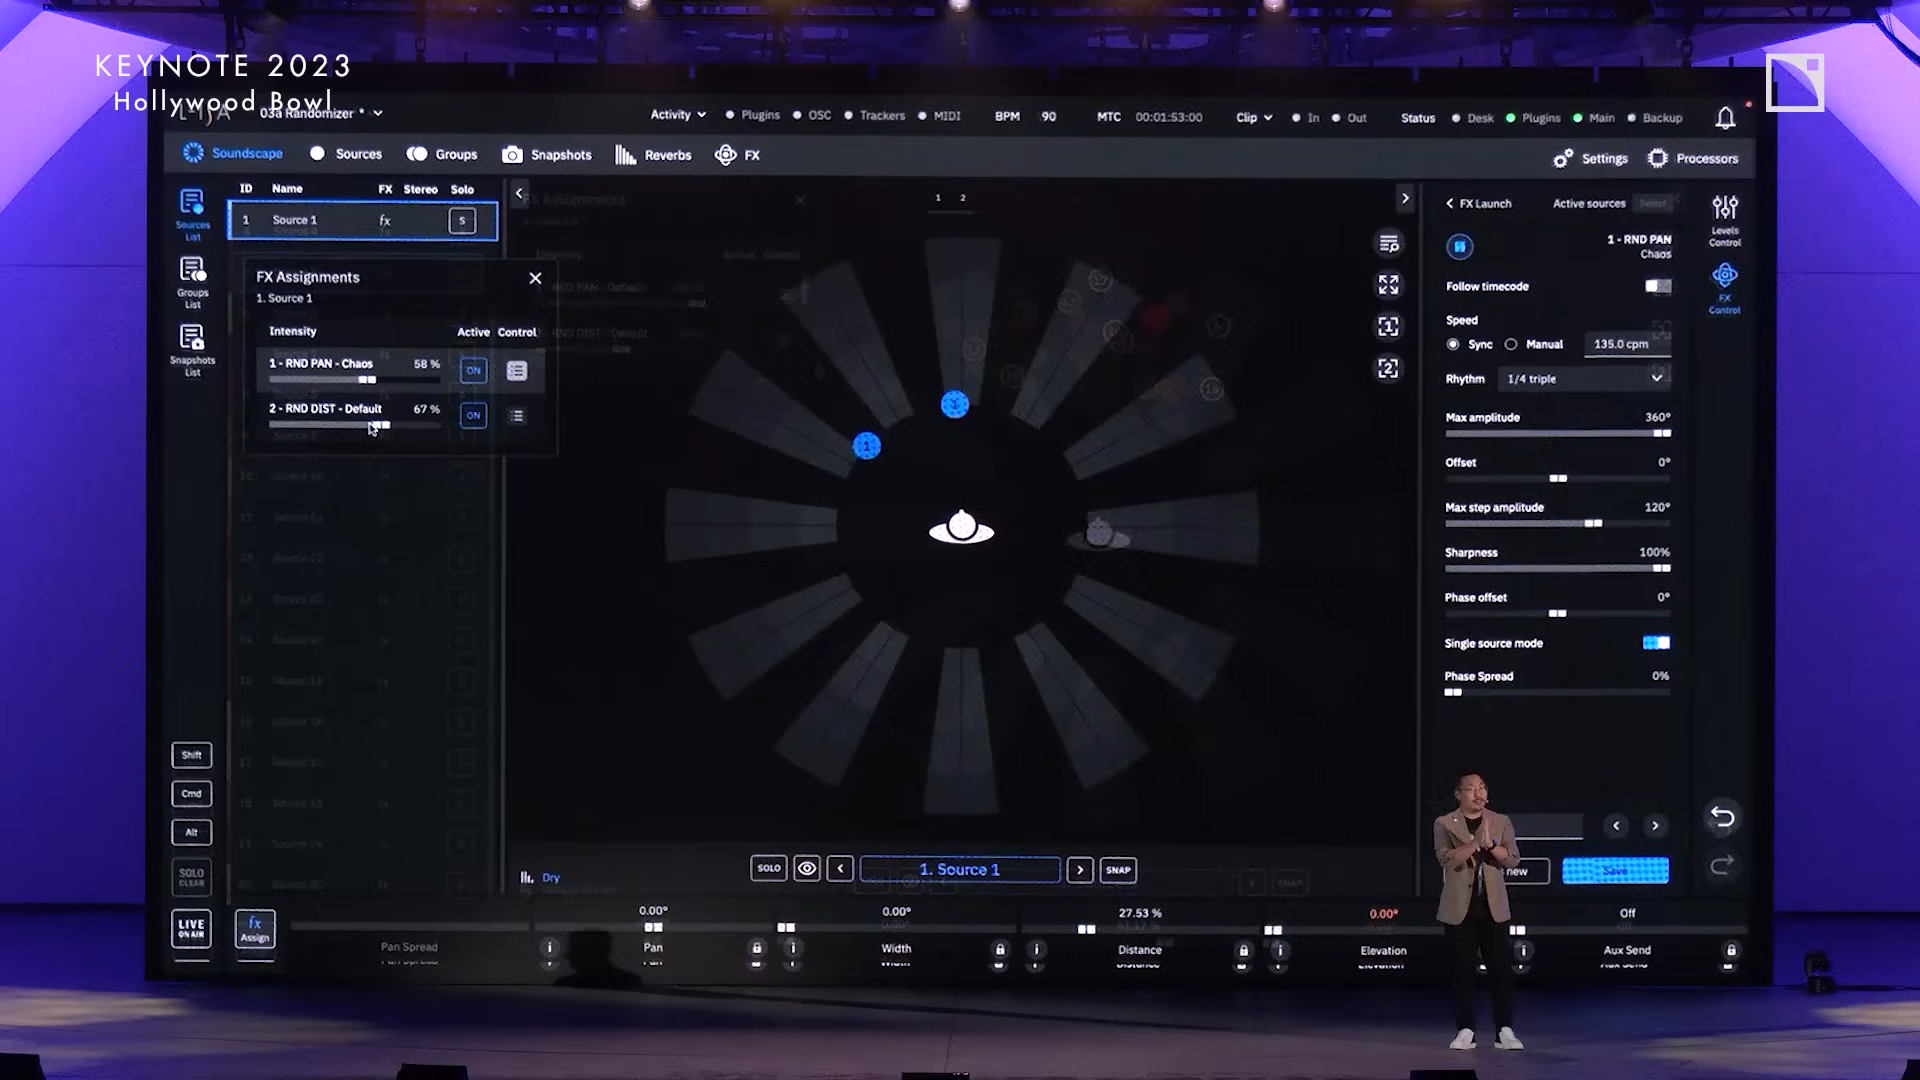 KEYNOTE 2023
Hollywood Bowl
L-ISA 03a Randomizer * Activity Plugins OSC Trackers MIDI BPM 90 MTC 00:01:53:00 Clip In Out Status Desk Plugins Main Backup
Soundscape Sources Groups Snapshots Reverbs FX Settings Processors
ID Name FX Stereo Solo
1 Source 1 fx S
Sources List
Groups List
Snapshots List
FX Assignments
1. Source 1
Intensity Active Control
1 - RND PAN - Chaos 58 % ON
2 - RND DIST - Default 67 % ON
1 2
1
1
FX Launch Active sources Select
1 - RND PAN
Chaos
Follow timecode
Speed
Sync Manual 135.0 cpm
Rhythm 1/4 triple
Max amplitude 360°
Offset 0°
Max step amplitude 120°
Sharpness 100%
Phase offset 0°
Single source mode
Phase Spread 0%
Levels Control
FX Control
Shift
Cmd
Alt
SOLO CLEAR
LIVE ON AIR
fx Assign
Dry
SOLO 1. Source 1 SNAP
new Save
0.00° 0.00° 27.53 % 0.00° Off
Pan Spread Pan Width Distance Elevation Aux Send